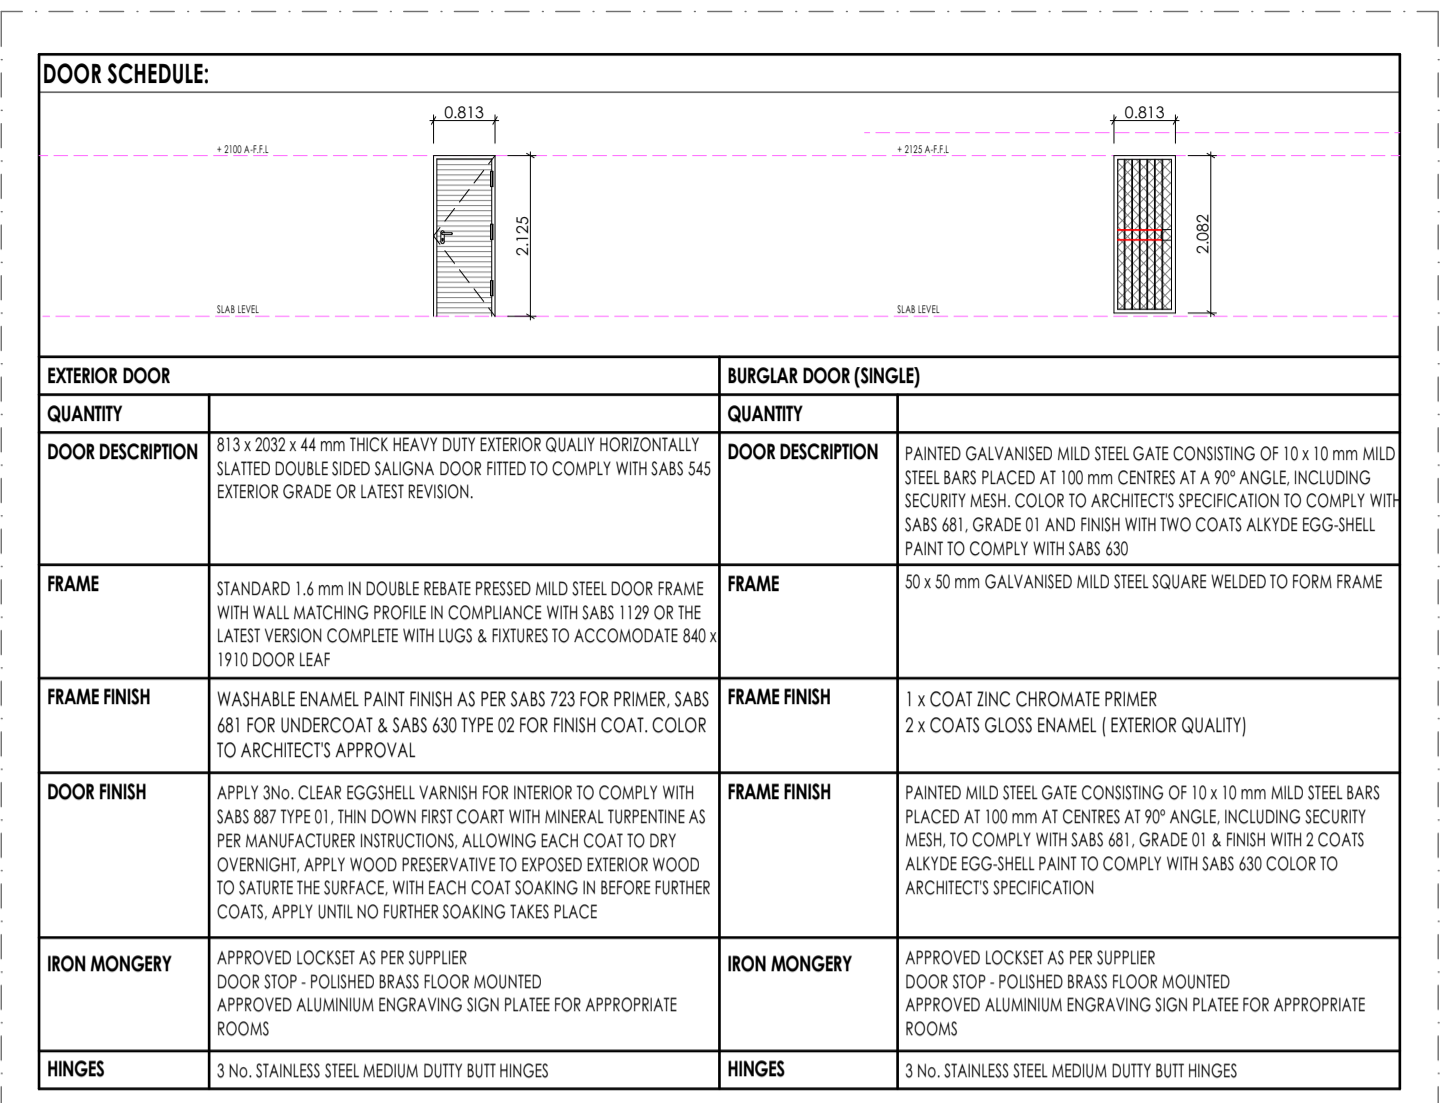 DOOR SCHEDULE:
0.813
0.813
+ 2100 A-F.F.L
+ 2125 A-F.F.L
2.125
2.082
SLAB LEVEL
SLAB LEVEL
EXTERIOR DOOR
BURGLAR DOOR (SINGLE)
QUANTITY
QUANTITY
DOOR DESCRIPTION
813 x 2032 x 44 mm THICK HEAVY DUTY EXTERIOR QUALIY HORIZONTALLY
SLATTED DOUBLE SIDED SALIGNA DOOR FITTED TO COMPLY WITH SABS 545
EXTERIOR GRADE OR LATEST REVISION.
DOOR DESCRIPTION
PAINTED GALVANISED MILD STEEL GATE CONSISTING OF 10 x 10 mm MILD
STEEL BARS PLACED AT 100 mm CENTRES AT A 90° ANGLE, INCLUDING
SECURITY MESH. COLOR TO ARCHITECT'S SPECIFICATION TO COMPLY WITH
SABS 681, GRADE 01 AND FINISH WITH TWO COATS ALKYDE EGG-SHELL
PAINT TO COMPLY WITH SABS 630
FRAME
STANDARD 1.6 mm IN DOUBLE REBATE PRESSED MILD STEEL DOOR FRAME
WITH WALL MATCHING PROFILE IN COMPLIANCE WITH SABS 1129 OR THE
LATEST VERSION COMPLETE WITH LUGS & FIXTURES TO ACCOMODATE 840 x
1910 DOOR LEAF
FRAME
50 x 50 mm GALVANISED MILD STEEL SQUARE WELDED TO FORM FRAME
FRAME FINISH
WASHABLE ENAMEL PAINT FINISH AS PER SABS 723 FOR PRIMER, SABS
681 FOR UNDERCOAT & SABS 630 TYPE 02 FOR FINISH COAT. COLOR
TO ARCHITECT'S APPROVAL
FRAME FINISH
1 x COAT ZINC CHROMATE PRIMER
2 x COATS GLOSS ENAMEL ( EXTERIOR QUALITY)
DOOR FINISH
APPLY 3No. CLEAR EGGSHELL VARNISH FOR INTERIOR TO COMPLY WITH
SABS 887 TYPE 01, THIN DOWN FIRST COART WITH MINERAL TURPENTINE AS
PER MANUFACTURER INSTRUCTIONS, ALLOWING EACH COAT TO DRY
OVERNIGHT, APPLY WOOD PRESERVATIVE TO EXPOSED EXTERIOR WOOD
TO SATURTE THE SURFACE, WITH EACH COAT SOAKING IN BEFORE FURTHER
COATS, APPLY UNTIL NO FURTHER SOAKING TAKES PLACE
FRAME FINISH
PAINTED MILD STEEL GATE CONSISTING OF 10 x 10 mm MILD STEEL BARS
PLACED AT 100 mm AT CENTRES AT 90° ANGLE, INCLUDING SECURITY
MESH, TO COMPLY WITH SABS 681, GRADE 01 & FINISH WITH 2 COATS
ALKYDE EGG-SHELL PAINT TO COMPLY WITH SABS 630 COLOR TO
ARCHITECT'S SPECIFICATION
IRON MONGERY
APPROVED LOCKSET AS PER SUPPLIER
DOOR STOP - POLISHED BRASS FLOOR MOUNTED
APPROVED ALUMINIUM ENGRAVING SIGN PLATEE FOR APPROPRIATE
ROOMS
IRON MONGERY
APPROVED LOCKSET AS PER SUPPLIER
DOOR STOP - POLISHED BRASS FLOOR MOUNTED
APPROVED ALUMINIUM ENGRAVING SIGN PLATEE FOR APPROPRIATE
ROOMS
HINGES
3 No. STAINLESS STEEL MEDIUM DUTTY BUTT HINGES
HINGES
3 No. STAINLESS STEEL MEDIUM DUTTY BUTT HINGES